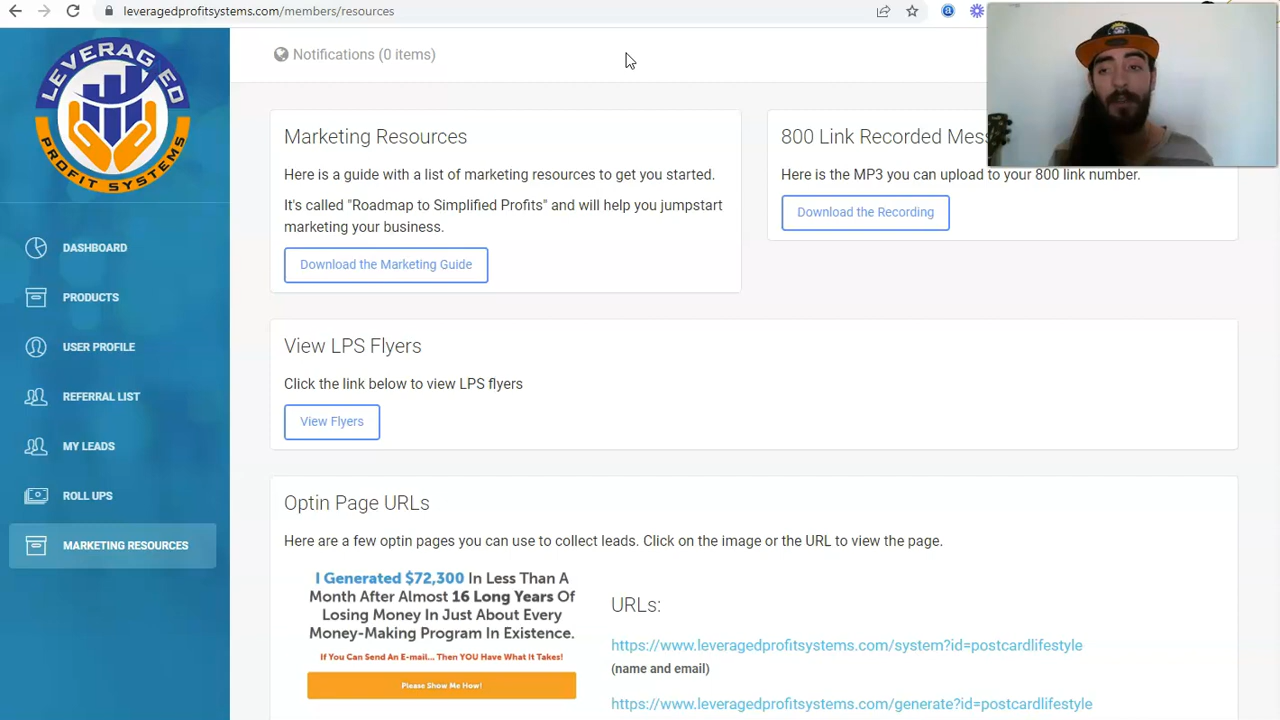 leveragedprofitsystems.com/members/resources
LEVERAGED
PROFIT SYSTEMS
DASHBOARD
PRODUCTS
USER PROFILE
REFERRAL LIST
MY LEADS
ROLL UPS
MARKETING RESOURCES
Notifications (0 items)
Marketing Resources
Here is a guide with a list of marketing resources to get you started.
It's called "Roadmap to Simplified Profits" and will help you jumpstart
marketing your business.
Download the Marketing Guide
800 Link Recorded Mess
Here is the MP3 you can upload to your 800 link number.
Download the Recording
View LPS Flyers
Click the link below to view LPS flyers
View Flyers
Optin Page URLs
Here are a few optin pages you can use to collect leads. Click on the image or the URL to view the page.
I Generated $72,300 In Less Than A
Month After Almost 16 Long Years Of
Losing Money In Just About Every
Money-Making Program In Existence.
If You Can Send An E-mail... Then YOU Have What It Takes!
Please Show Me How!
URLs:
https://www.leveragedprofitsystems.com/system?id=postcardlifestyle
(name and email)
https://www.leveragedprofitsystems.com/generate?id=postcardlifestyle